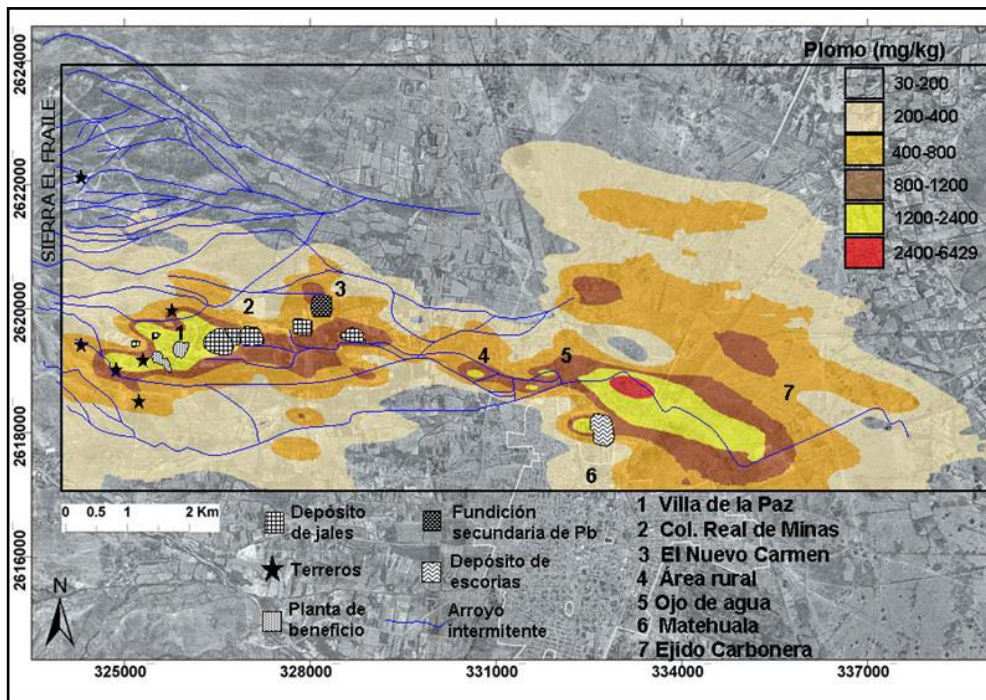 2624000
2622000
2620000
2618000
2616000
SIERRA EL FRAILE
Plomo (mg/kg)
30-200
200-400
400-800
800-1200
1200-2400
2400-6429
1
2
3
4
5
6
7
0 0.5 1 2 Km
N
Depósito
de jales
Terreros
Planta de
beneficio
Fundición
secundaria de Pb
Depósito de
escorias
Arroyo
intermitente
1 Villa de la Paz
2 Col. Real de Minas
3 El Nuevo Carmen
4 Área rural
5 Ojo de agua
6 Matehuala
7 Ejido Carbonera
325000
328000
331000
334000
337000